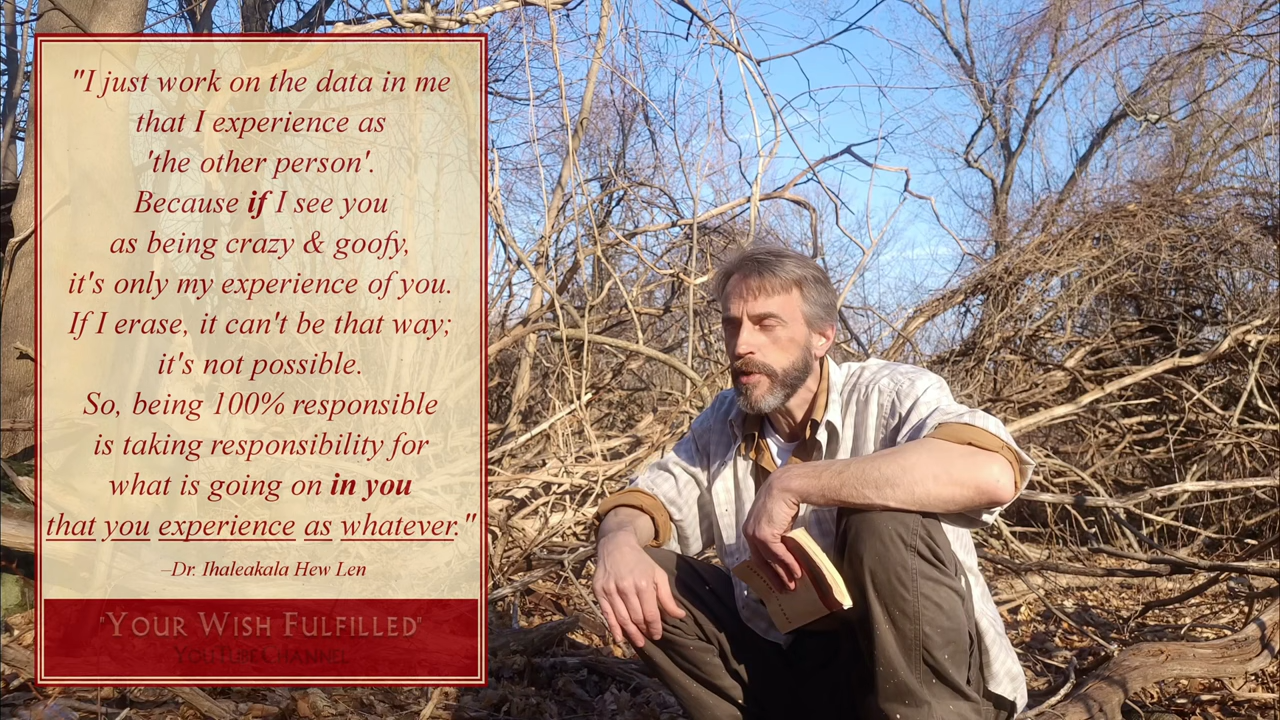 "I just work on the data in me
that I experience as
'the other person'.
Because if I see you
as being crazy & goofy,
it's only my experience of you.
If I erase, it can't be that way;
it's not possible.
So, being 100% responsible
is taking responsibility for
what is going on in you
that you experience as whatever."
–Dr. Ihaleakala Hew Len
"Your Wish Fulfilled"
YouTube Channel